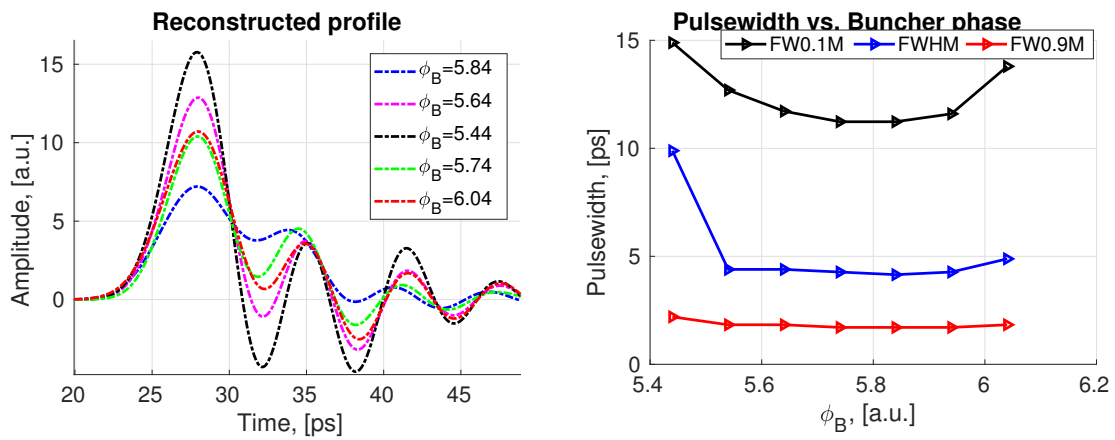 Reconstructed profile
Amplitude, [a.u.]
15
10
5
0
20 25 30 35 40 45
Time, [ps]
ϕB=5.84
ϕB=5.64
ϕB=5.44
ϕB=5.74
ϕB=6.04
Pulsewidth vs. Buncher phase
FW0.1M FWHM FW0.9M
Pulsewidth, [ps]
15
10
5
0
5.4 5.6 5.8 6 6.2
ϕB, [a.u.]